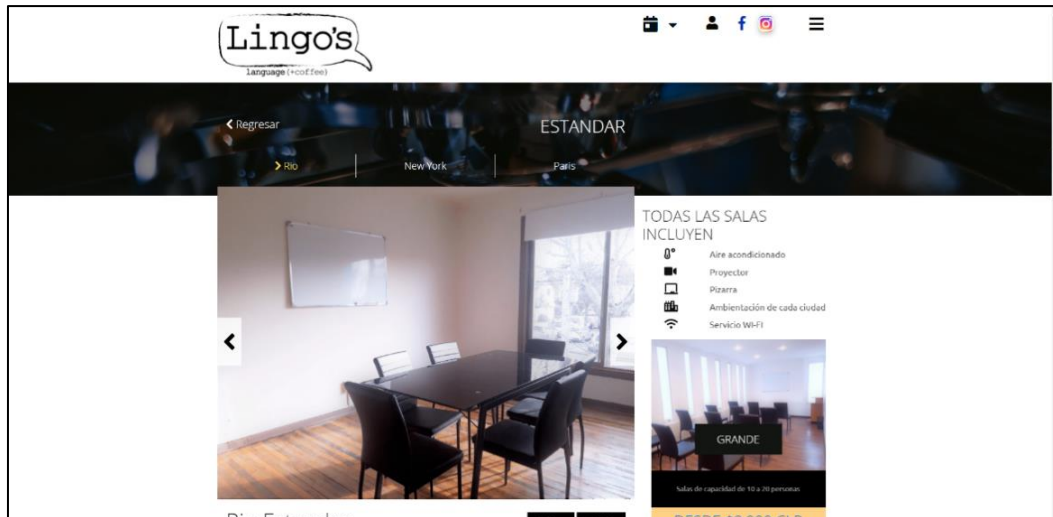 Lingo's
language(+coffee)
Regresar
ESTANDAR
Rio
New York
Paris
TODAS LAS SALAS
INCLUYEN
Aire acondicionado
Proyector
Pizarra
Ambientación de cada ciudad
Servicio WI-FI
GRANDE
Salas de capacidad de 10 a 20 personas